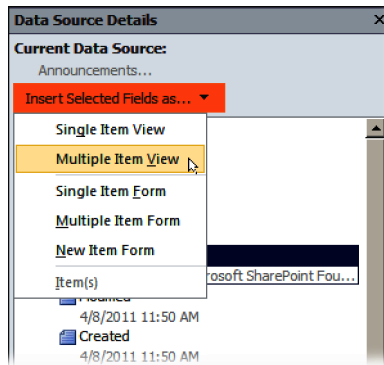 Data Source Details
Current Data Source:
Announcements...
Insert Selected Fields as...
Single Item View
Multiple Item View
Single Item Form
Multiple Item Form
New Item Form
Item(s)
rosoft SharePoint Fou...
Modified
4/8/2011 11:50 AM
Created
4/8/2011 11:50 AM